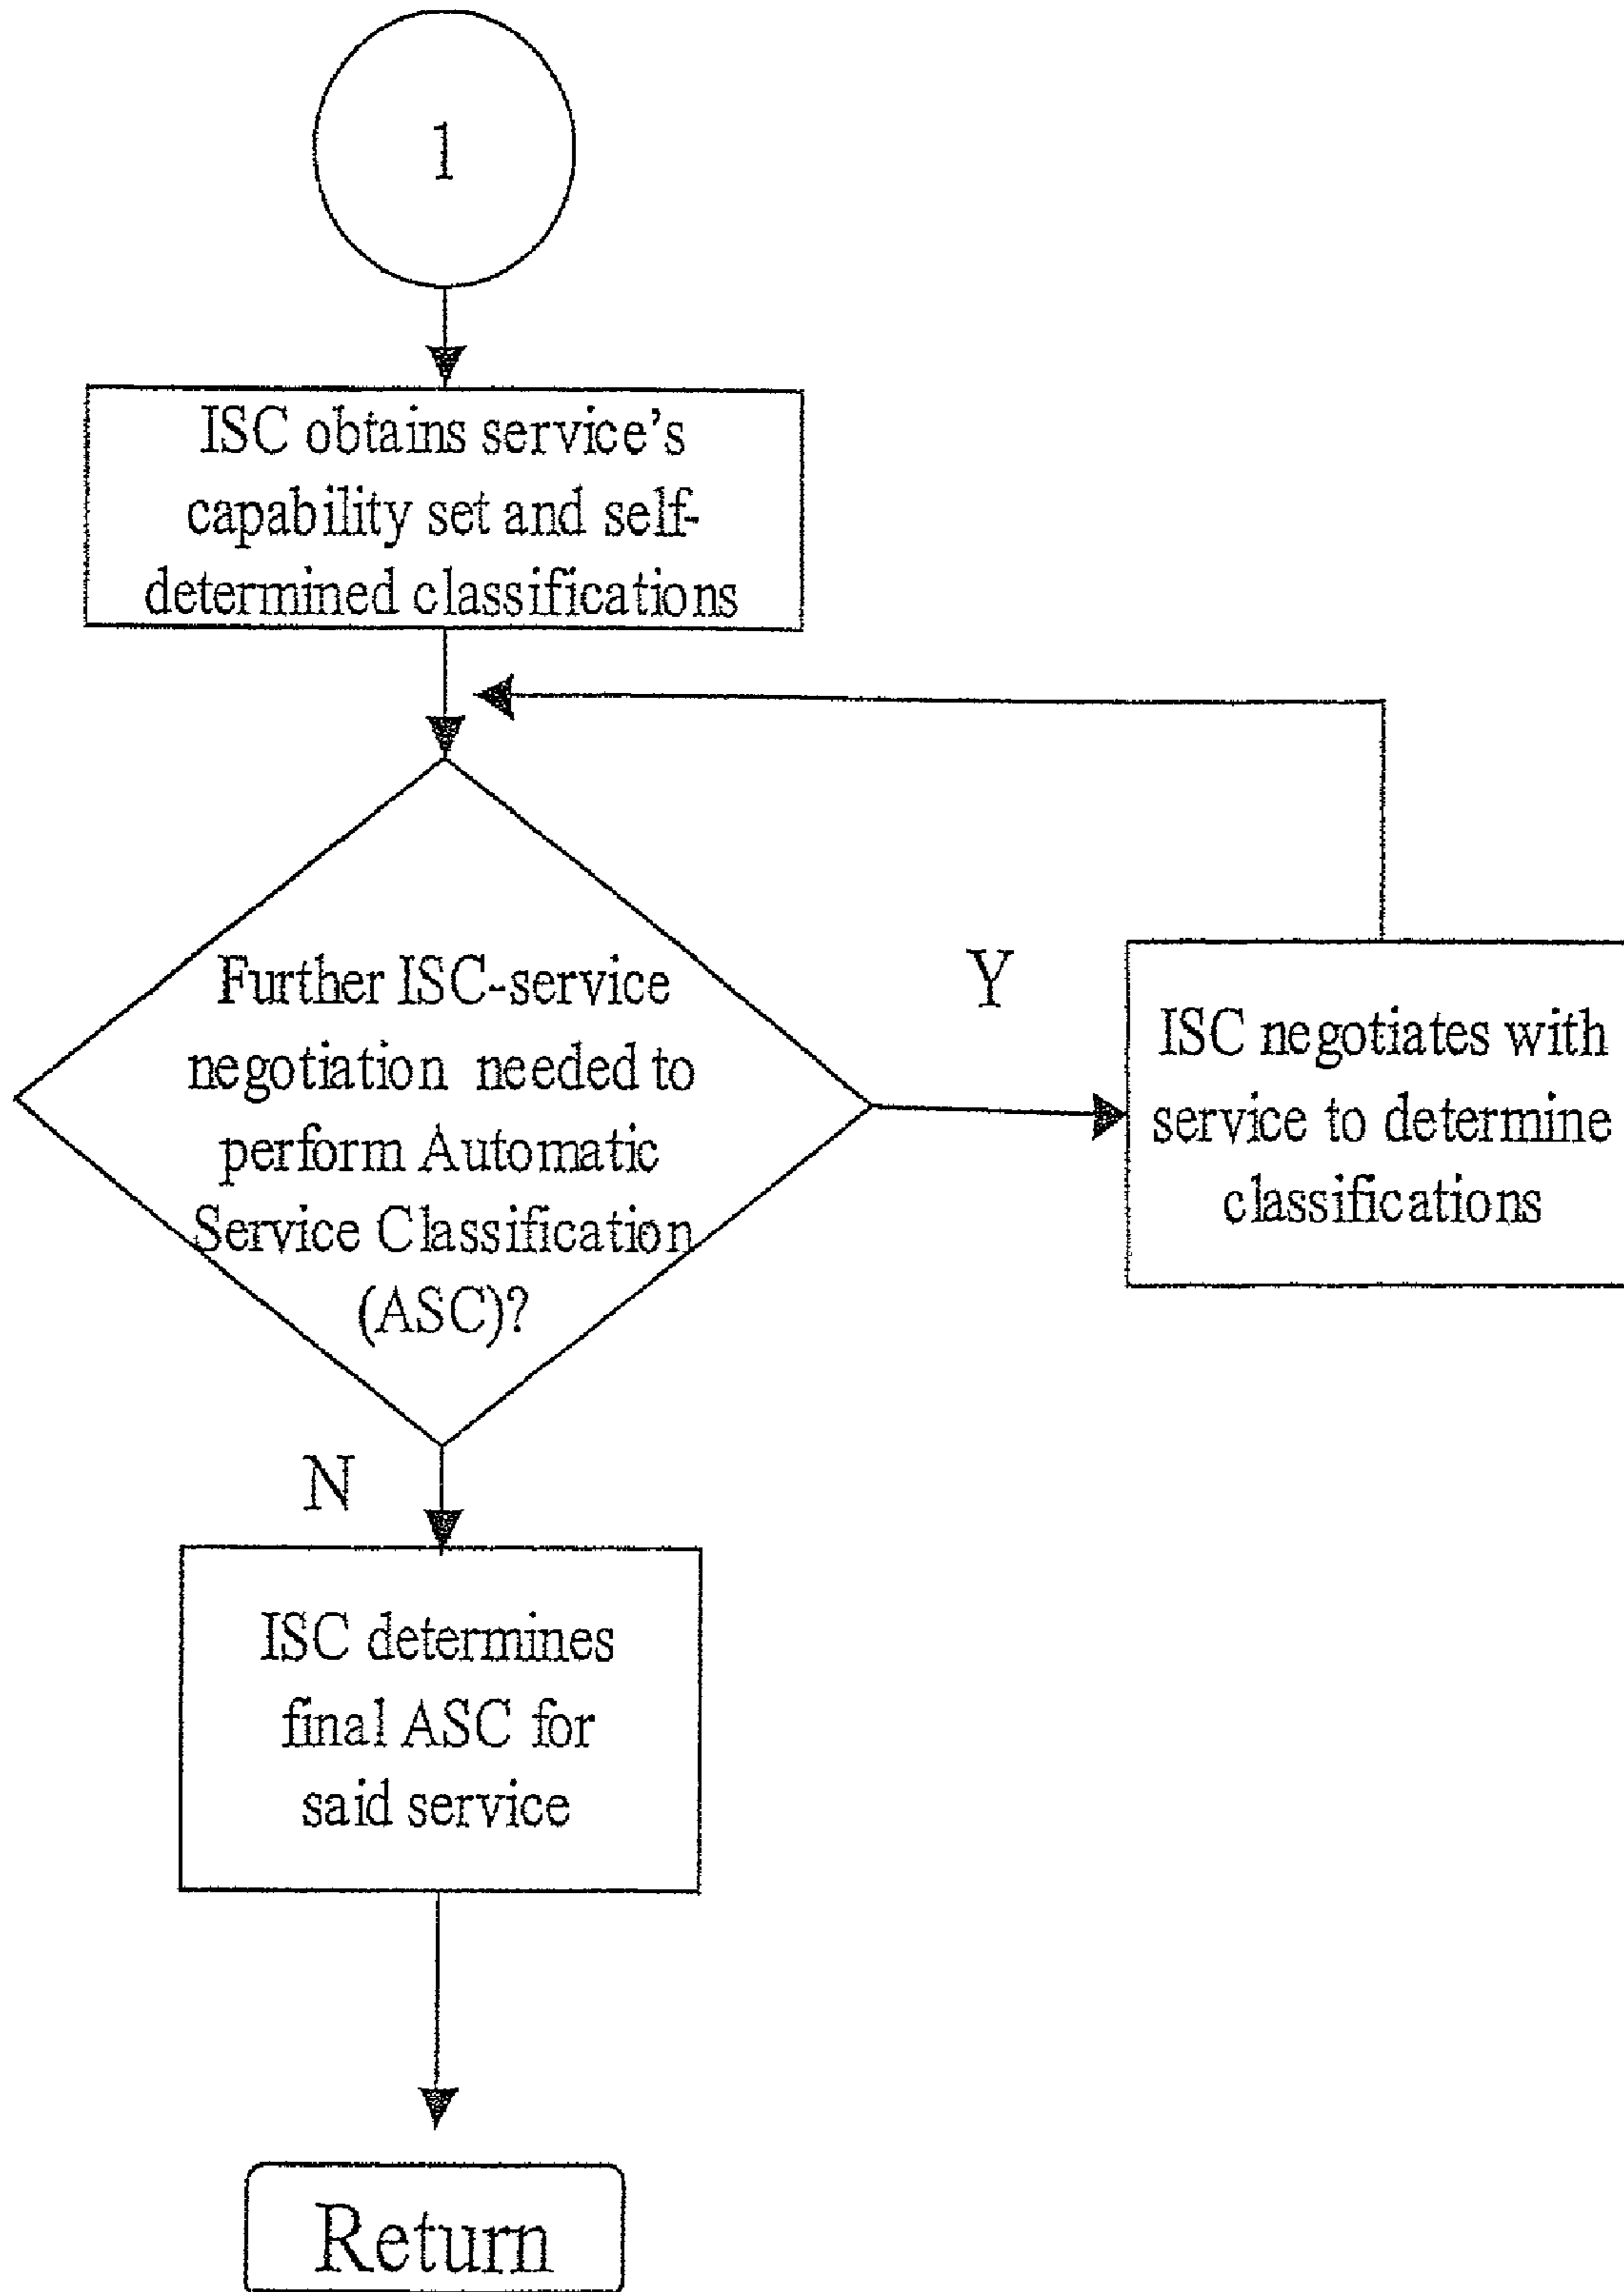 1
ISC obtains service's
capability set and self-
determined classifications
Further ISC-service
negotiation needed to
perform Automatic
Service Classification
(ASC)?
Y
ISC negotiates with
service to determine
classifications
N
ISC determines
final ASC for
said service
Return